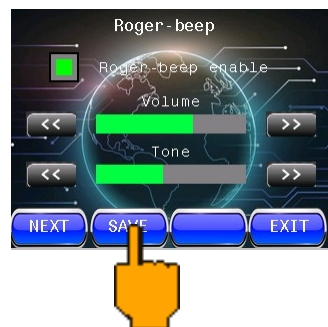 Roger-beep
Roger-beep enable
Volume
<< >>
Tone
<< >>
NEXT SAVE EXIT